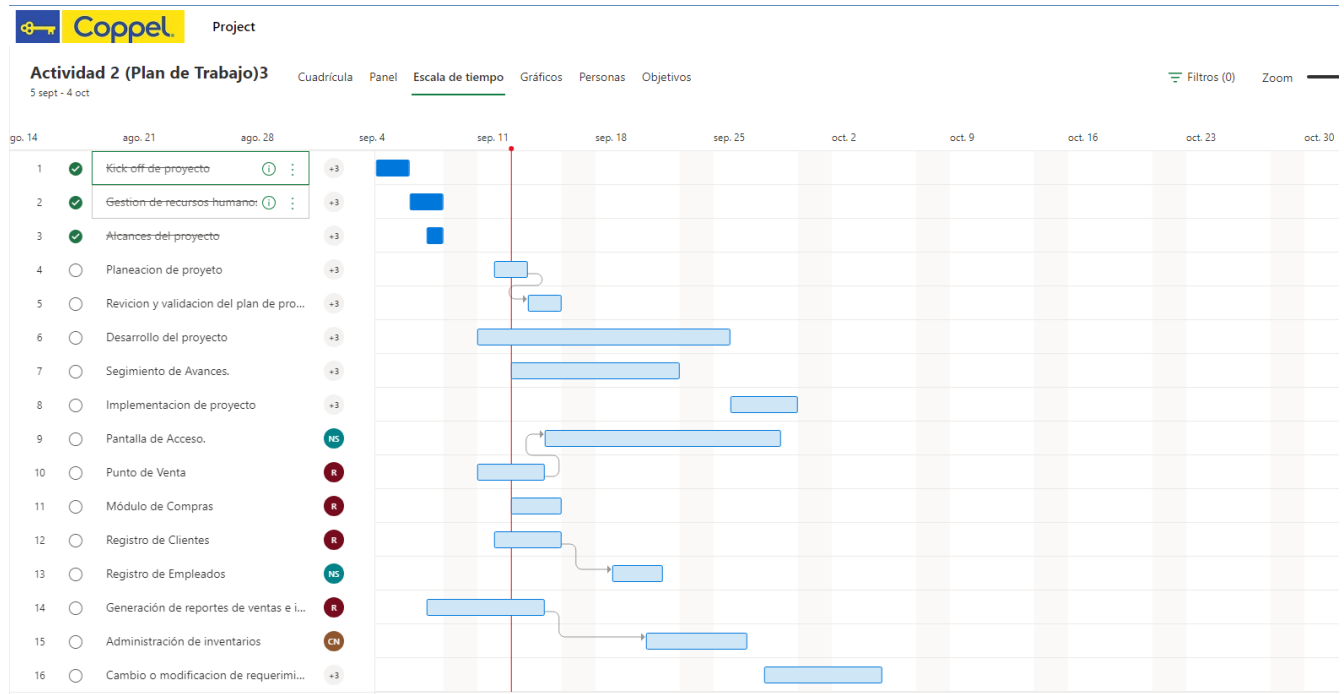 Coppel. Project
Actividad 2 (Plan de Trabajo)3 Cuadrícula Panel Escala de tiempo Gráficos Personas Objetivos Filtros (0) Zoom
5 sept - 4 oct
go. 14 ago. 21 ago. 28 sep. 4 sep. 11 sep. 18 sep. 25 oct. 2 oct. 9 oct. 16 oct. 23 oct. 30
1 Kick off de proyecto +3
2 Gestion de recursos humano: +3
3 Alcances del proyecto +3
4 Planeacion de proyeto +3
5 Revicion y validacion del plan de pro... +3
6 Desarrollo del proyecto +3
7 Segimiento de Avances. +3
8 Implementacion de proyecto +3
9 Pantalla de Acceso. NS
10 Punto de Venta R
11 Módulo de Compras R
12 Registro de Clientes R
13 Registro de Empleados NS
14 Generación de reportes de ventas e i... R
15 Administración de inventarios CN
16 Cambio o modificacion de requerimi... +3